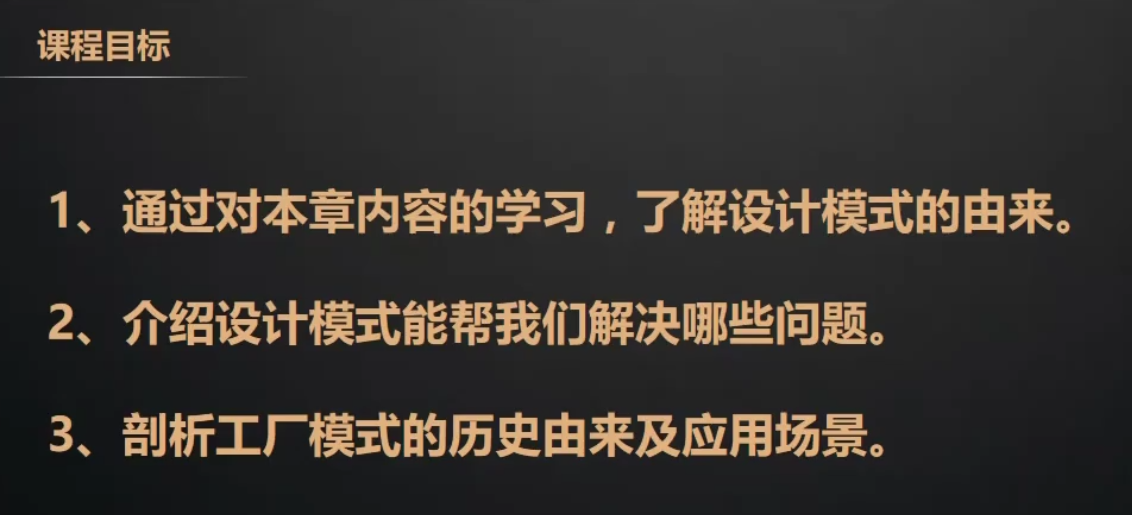 课程目标
1、通过对本章内容的学习，了解设计模式的由来。
2、介绍设计模式能帮我们解决哪些问题。
3、剖析工厂模式的历史由来及应用场景。